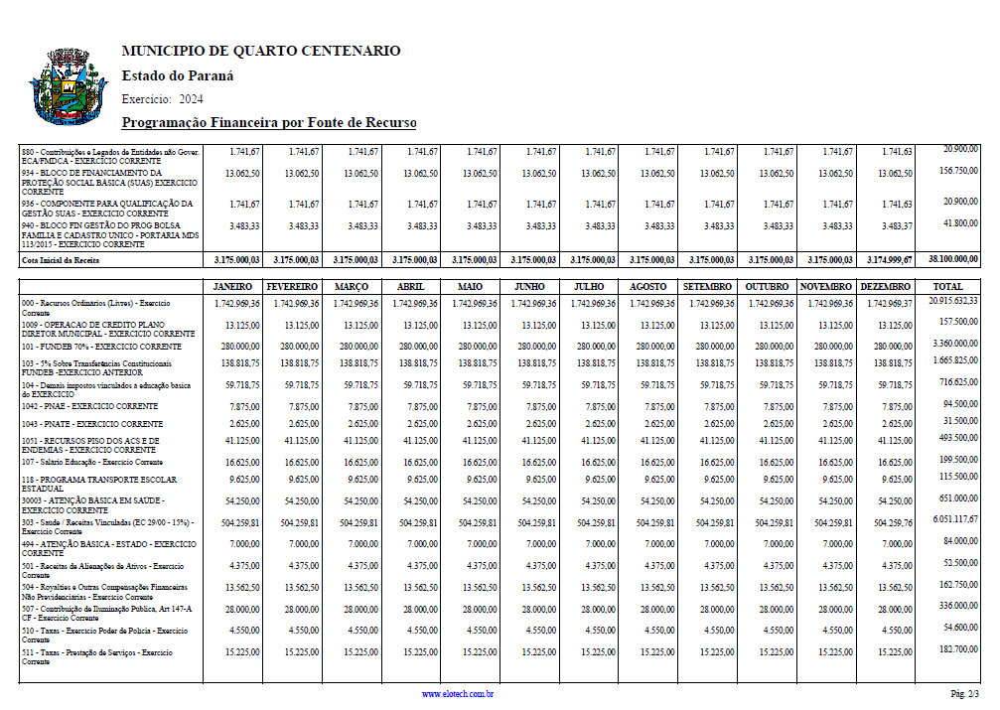 MUNICIPIO DE QUARTO CENTENARIO
Estado do Paraná
Exercício: 2024
Programação Financeira por Fonte de Recurso
880 - Contribuições e Legados de Entidades não Gover. 1.741,67 1.741,67 1.741,67 1.741,67 1.741,67 1.741,67 1.741,67 1.741,67 1.741,67 1.741,67 1.741,67 1.741,63 20.900,00
ECA/FMDCA - EXERCÍCIO CORRENTE
934 - BLOCO DE FINANCIAMENTO DA 13.062,50 13.062,50 13.062,50 13.062,50 13.062,50 13.062,50 13.062,50 13.062,50 13.062,50 13.062,50 13.062,50 13.062,50 156.750,00
PROTEÇÃO SOCIAL BÁSICA (SUAS) EXERCICIO
CORRENTE
936 - COMPONENTE PARA QUALIFICAÇÃO DA 1.741,67 1.741,67 1.741,67 1.741,67 1.741,67 1.741,67 1.741,67 1.741,67 1.741,67 1.741,67 1.741,67 1.741,63 20.900,00
GESTÃO SUAS - EXERCICIO CORRENTE
940 - BLOCO FIN GESTÃO DO PROG BOLSA 3.483,33 3.483,33 3.483,33 3.483,33 3.483,33 3.483,33 3.483,33 3.483,33 3.483,33 3.483,33 3.483,33 3.483,37 41.800,00
FAMILIA E CADASTRO UNICO - PORTARIA MDS
113/2015 - EXERCICIO CORRENTE
Cota Inicial da Receita 3.175.000,03 3.175.000,03 3.175.000,03 3.175.000,03 3.175.000,03 3.175.000,03 3.175.000,03 3.175.000,03 3.175.000,03 3.175.000,03 3.175.000,03 3.174.999,67 38.100.000,00
JANEIRO FEVEREIRO MARÇO ABRIL MAIO JUNHO JULHO AGOSTO SETEMBRO OUTUBRO NOVEMBRO DEZEMBRO TOTAL
000 - Recursos Ordinários (Livres) - Exercício 1.742.969,36 1.742.969,36 1.742.969,36 1.742.969,36 1.742.969,36 1.742.969,36 1.742.969,36 1.742.969,36 1.742.969,36 1.742.969,36 1.742.969,36 1.742.969,37 20.915.632,33
Corrente
1009 - OPERACAO DE CREDITO PLANO 13.125,00 13.125,00 13.125,00 13.125,00 13.125,00 13.125,00 13.125,00 13.125,00 13.125,00 13.125,00 13.125,00 13.125,00 157.500,00
DIRETOR MUNICIPAL - EXERCICIO CORRENTE
101 - FUNDEB 70% - EXERCICIO CORRENTE 280.000,00 280.000,00 280.000,00 280.000,00 280.000,00 280.000,00 280.000,00 280.000,00 280.000,00 280.000,00 280.000,00 280.000,00 3.360.000,00
103 - 5% Sobre Transferências Constitucionais 138.818,75 138.818,75 138.818,75 138.818,75 138.818,75 138.818,75 138.818,75 138.818,75 138.818,75 138.818,75 138.818,75 138.818,75 1.665.825,00
FUNDEB -EXERCICIO ANTERIOR
104 - Demais impostos vinculados à educação básica 59.718,75 59.718,75 59.718,75 59.718,75 59.718,75 59.718,75 59.718,75 59.718,75 59.718,75 59.718,75 59.718,75 59.718,75 716.625,00
do EXERCICIO
1042 - PNAE - EXERCICIO CORRENTE 7.875,00 7.875,00 7.875,00 7.875,00 7.875,00 7.875,00 7.875,00 7.875,00 7.875,00 7.875,00 7.875,00 7.875,00 94.500,00
1043 - PNATE - EXERCICIO CORRENTE 2.625,00 2.625,00 2.625,00 2.625,00 2.625,00 2.625,00 2.625,00 2.625,00 2.625,00 2.625,00 2.625,00 2.625,00 31.500,00
1051 - RECURSOS PISO DOS ACS E DE 41.125,00 41.125,00 41.125,00 41.125,00 41.125,00 41.125,00 41.125,00 41.125,00 41.125,00 41.125,00 41.125,00 41.125,00 493.500,00
ENDEMIAS - EXERCICIO CORRENTE
107 - Salário Educação - Exercício Corrente 16.625,00 16.625,00 16.625,00 16.625,00 16.625,00 16.625,00 16.625,00 16.625,00 16.625,00 16.625,00 16.625,00 16.625,00 199.500,00
118 - PROGRAMA TRANSPORTE ESCOLAR 9.625,00 9.625,00 9.625,00 9.625,00 9.625,00 9.625,00 9.625,00 9.625,00 9.625,00 9.625,00 9.625,00 9.625,00 115.500,00
ESTADUAL
30003 - ATENÇÃO BÁSICA EM SAÚDE - 54.250,00 54.250,00 54.250,00 54.250,00 54.250,00 54.250,00 54.250,00 54.250,00 54.250,00 54.250,00 54.250,00 54.250,00 651.000,00
EXERCÍCIO CORRENTE
303 - Saúde / Receitas Vinculadas (EC 29/00 - 15%) - 504.259,81 504.259,81 504.259,81 504.259,81 504.259,81 504.259,81 504.259,81 504.259,81 504.259,81 504.259,81 504.259,81 504.259,76 6.051.117,67
Exercício Corrente
494 - ATENÇÃO BÁSICA - ESTADO - EXERCÍCIO 7.000,00 7.000,00 7.000,00 7.000,00 7.000,00 7.000,00 7.000,00 7.000,00 7.000,00 7.000,00 7.000,00 7.000,00 84.000,00
CORRENTE
501 - Receitas de Alienações de Ativos - Exercício 4.375,00 4.375,00 4.375,00 4.375,00 4.375,00 4.375,00 4.375,00 4.375,00 4.375,00 4.375,00 4.375,00 4.375,00 52.500,00
Corrente
504 - Royalties e Outras Compensações Financeiras 13.562,50 13.562,50 13.562,50 13.562,50 13.562,50 13.562,50 13.562,50 13.562,50 13.562,50 13.562,50 13.562,50 13.562,50 162.750,00
Não Previdenciárias - Exercício Corrente
507 - Contribuição de Iluminação Pública, Art 147-A 28.000,00 28.000,00 28.000,00 28.000,00 28.000,00 28.000,00 28.000,00 28.000,00 28.000,00 28.000,00 28.000,00 28.000,00 336.000,00
CF - Exercício Corrente
510 - Taxas - Exercício Poder de Polícia - Exercício 4.550,00 4.550,00 4.550,00 4.550,00 4.550,00 4.550,00 4.550,00 4.550,00 4.550,00 4.550,00 4.550,00 4.550,00 54.600,00
Corrente
511 - Taxas - Prestação de Serviços - Exercício 15.225,00 15.225,00 15.225,00 15.225,00 15.225,00 15.225,00 15.225,00 15.225,00 15.225,00 15.225,00 15.225,00 15.225,00 182.700,00
Corrente
www.elotech.com.br Pág. 2/3